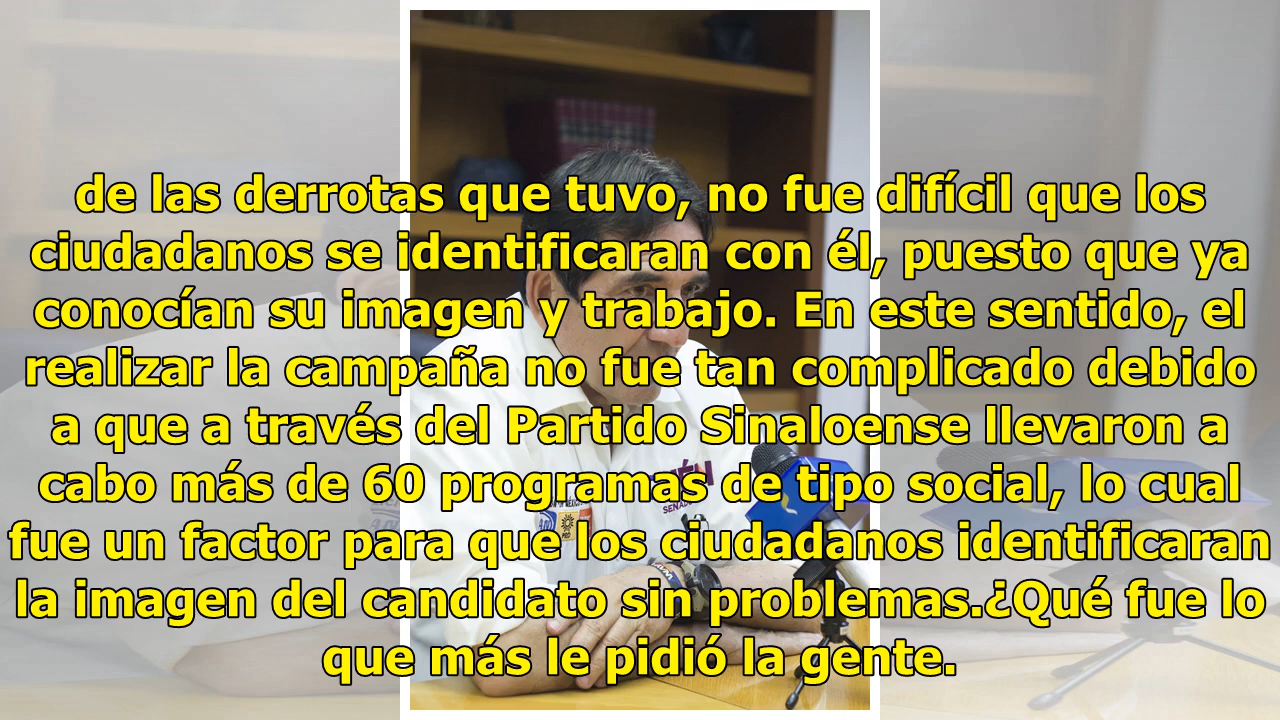 de las derrotas que tuvo, no fue difícil que los
ciudadanos se identificaran con él, puesto que ya
conocían su imagen y trabajo. En este sentido, el
realizar la campaña no fue tan complicado debido
a que a través del Partido Sinaloense llevaron a
cabo más de 60 programas de tipo social, lo cual
fue un factor para que los ciudadanos identificaran
la imagen del candidato sin problemas.¿Qué fue lo
que más le pidió la gente.
PRD